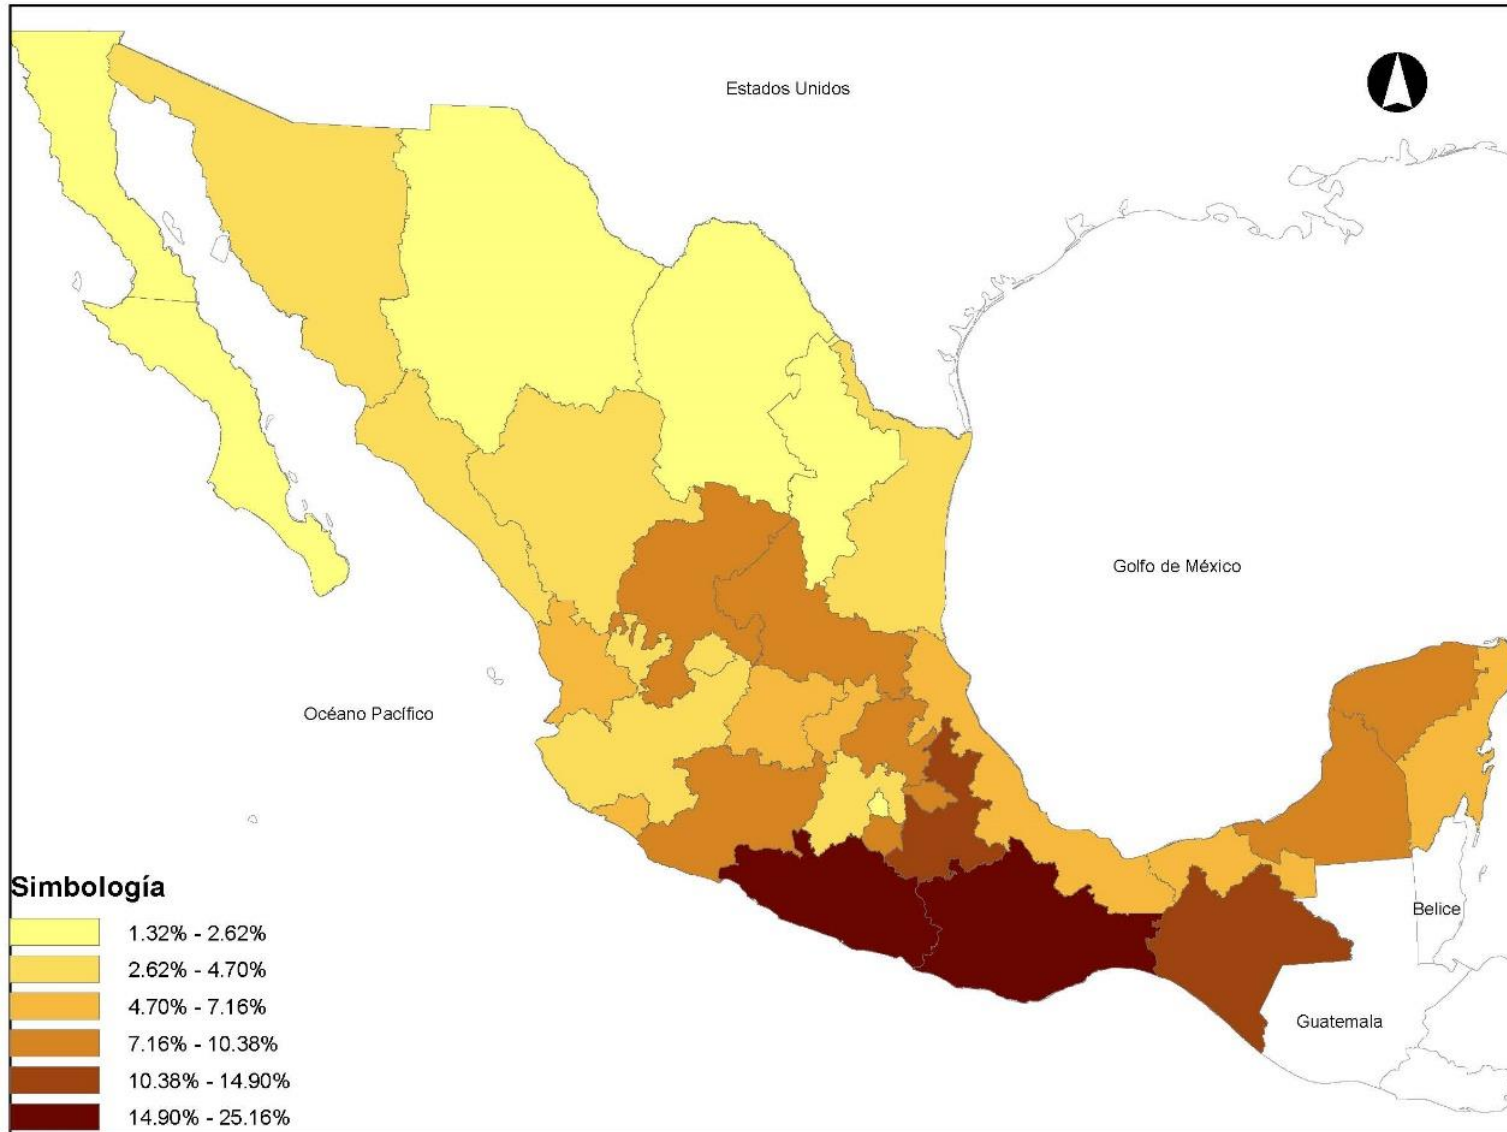 Estados Unidos
Golfo de México
Océano Pacífico
Belice
Guatemala
Simbología
1.32% - 2.62%
2.62% - 4.70%
4.70% - 7.16%
7.16% - 10.38%
10.38% - 14.90%
14.90% - 25.16%